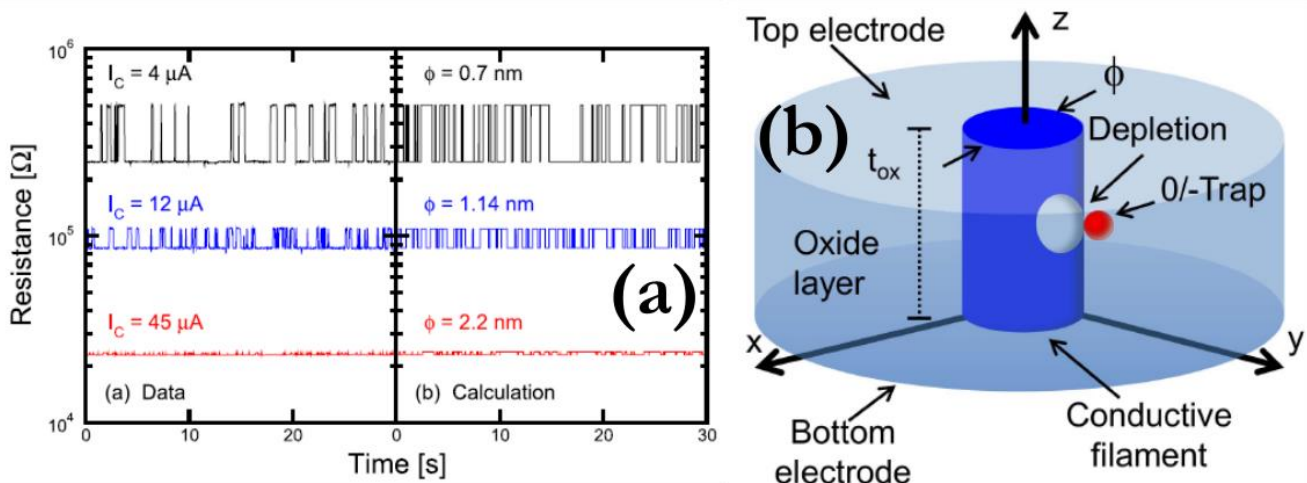 Resistance [Ω]
10⁶
10⁵
10⁴
I_C = 4 μA
I_C = 12 μA
I_C = 45 μA
(a) Data
0
10
20
ϕ = 0.7 nm
ϕ = 1.14 nm
ϕ = 2.2 nm
(b) Calculation
0
10
20
30
Time [s]
(a)
(b)
Top electrode
z
ϕ
Depletion
0/-Trap
t_ox
Oxide
layer
x
y
Bottom
electrode
Conductive
filament